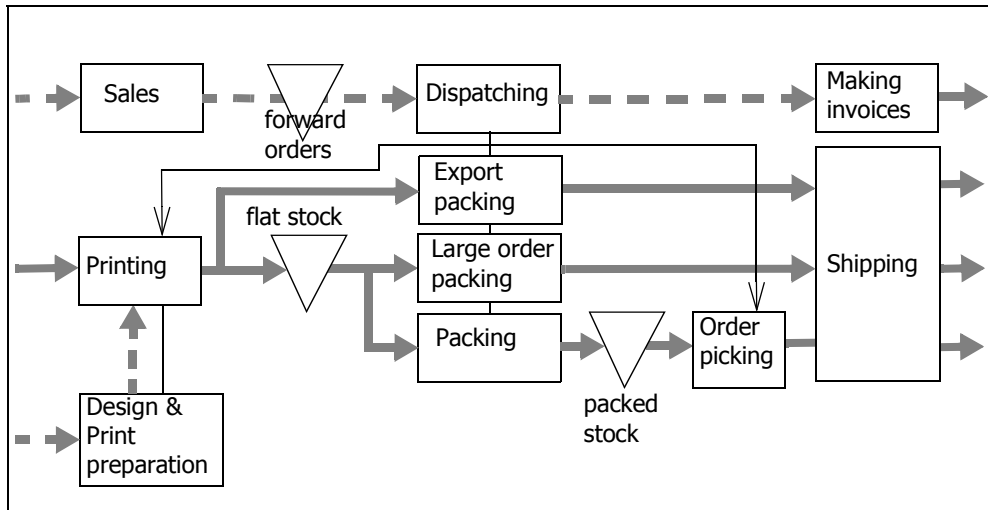 Sales
forward
orders
Dispatching
Making
invoices
Export
packing
flat stock
Printing
Large order
packing
Shipping
Packing
Order
picking
packed
stock
Design &
Print
preparation